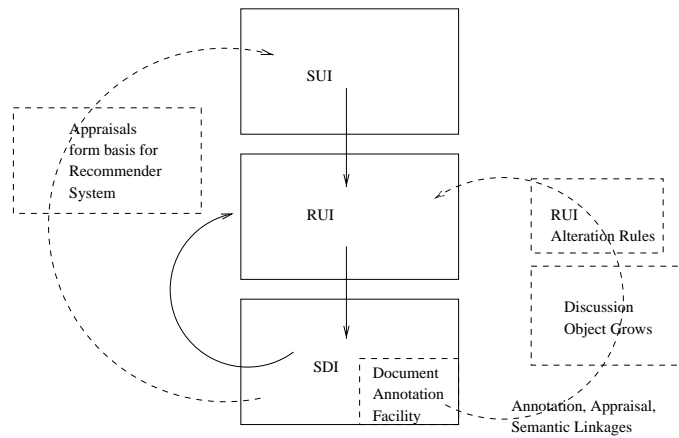 SUI
Appraisals
form basis for
Recommender
System
RUI
RUI
Alteration Rules
Discussion
Object Grows
SDI
Document
Annotation
Facility
Annotation, Appraisal,
Semantic Linkages